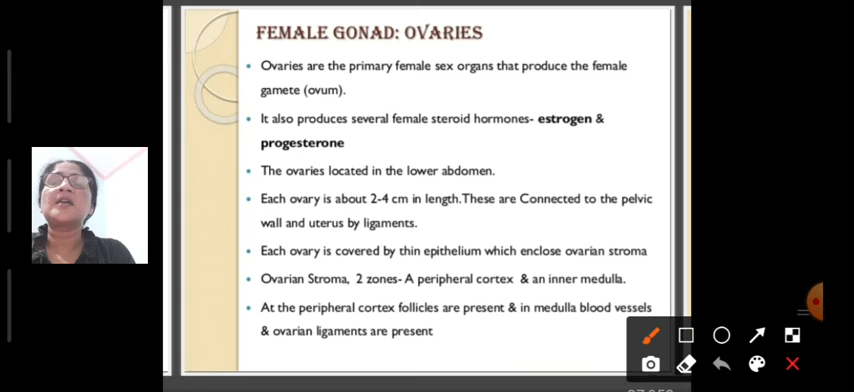 FEMALE GONAD: OVARIES
Ovaries are the primary female sex organs that produce the female
gamete (ovum).
It also produces several female steroid hormones- estrogen &
progesterone
The ovaries located in the lower abdomen.
Each ovary is about 2-4 cm in length.These are Connected to the pelvic
wall and uterus by ligaments.
Each ovary is covered by thin epithelium which enclose ovarian stroma
Ovarian Stroma, 2 zones- A peripheral cortex & an inner medulla.
At the peripheral cortex follicles are present & in medulla blood vessels
& ovarian ligaments are present